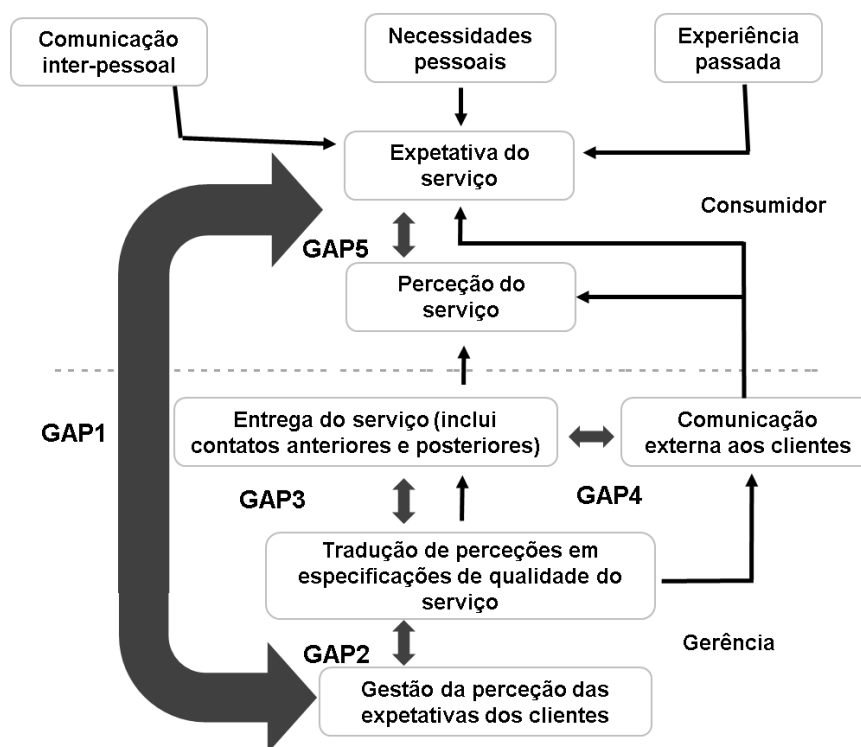 Comunicação
inter-pessoal
Necessidades
pessoais
Experiência
passada
Expetativa do
serviço
Consumidor
GAP5
Perceção do
serviço
GAP1
Entrega do serviço (inclui
contatos anteriores e posteriores)
Comunicação
externa aos clientes
GAP3
GAP4
Tradução de perceções em
especificações de qualidade do
serviço
Gerência
GAP2
Gestão da perceção das
expetativas dos clientes